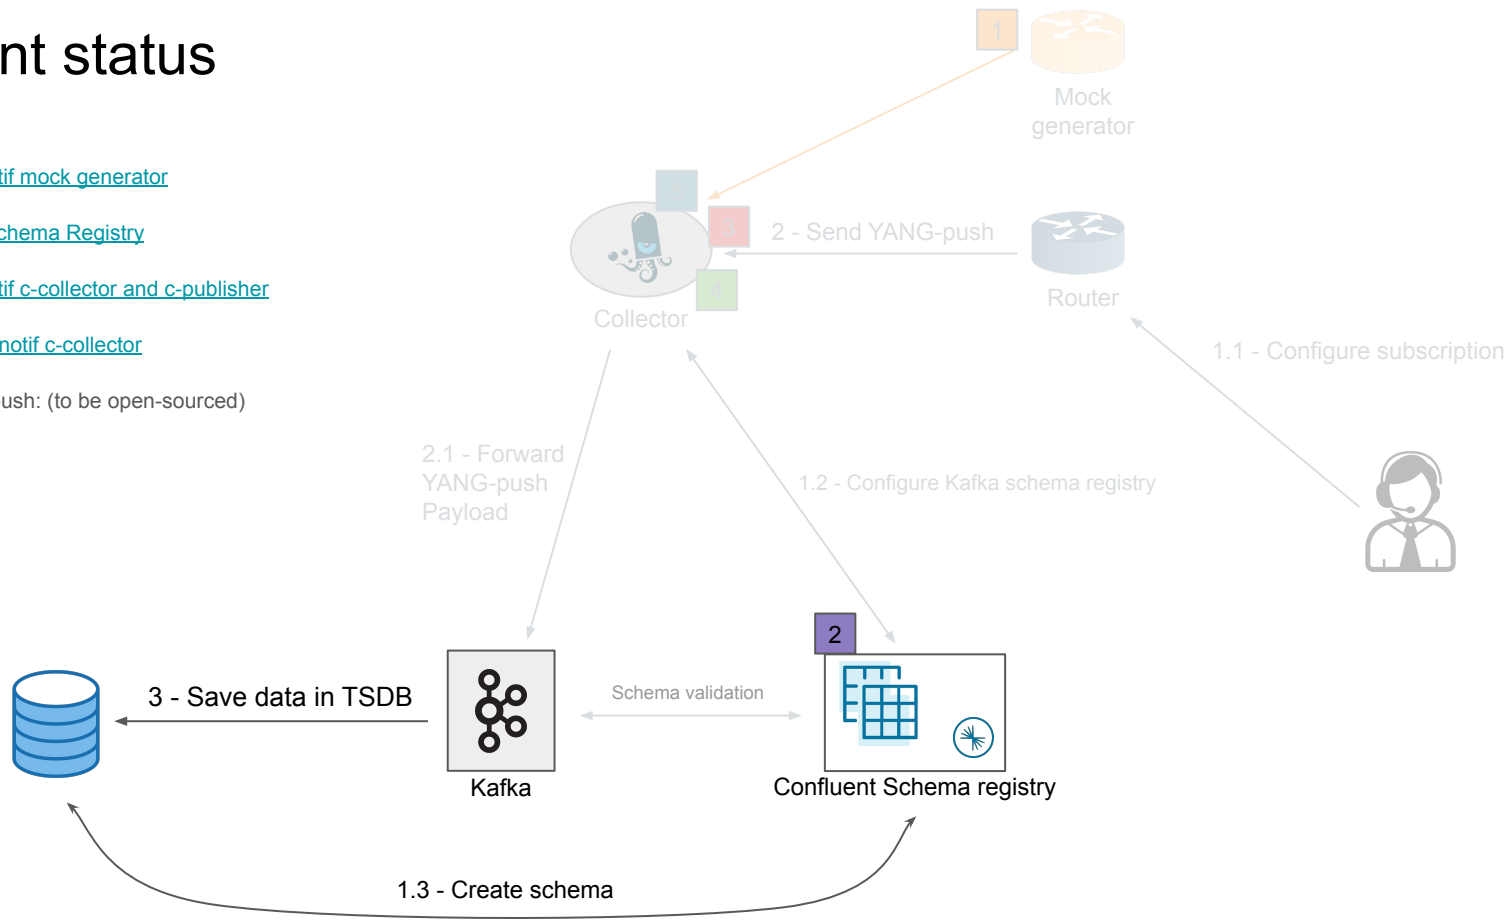 nt status
tif mock generator
chema Registry
tif c-collector and c-publisher
notif c-collector
ush: (to be open-sourced)
1
Mock
generator
3
2 - Send YANG-push
4
Collector
Router
1.1 - Configure subscription
2.1 - Forward
YANG-push
Payload
1.2 - Configure Kafka schema registry
2
3 - Save data in TSDB
Schema validation
Kafka
Confluent Schema registry
1.3 - Create schema